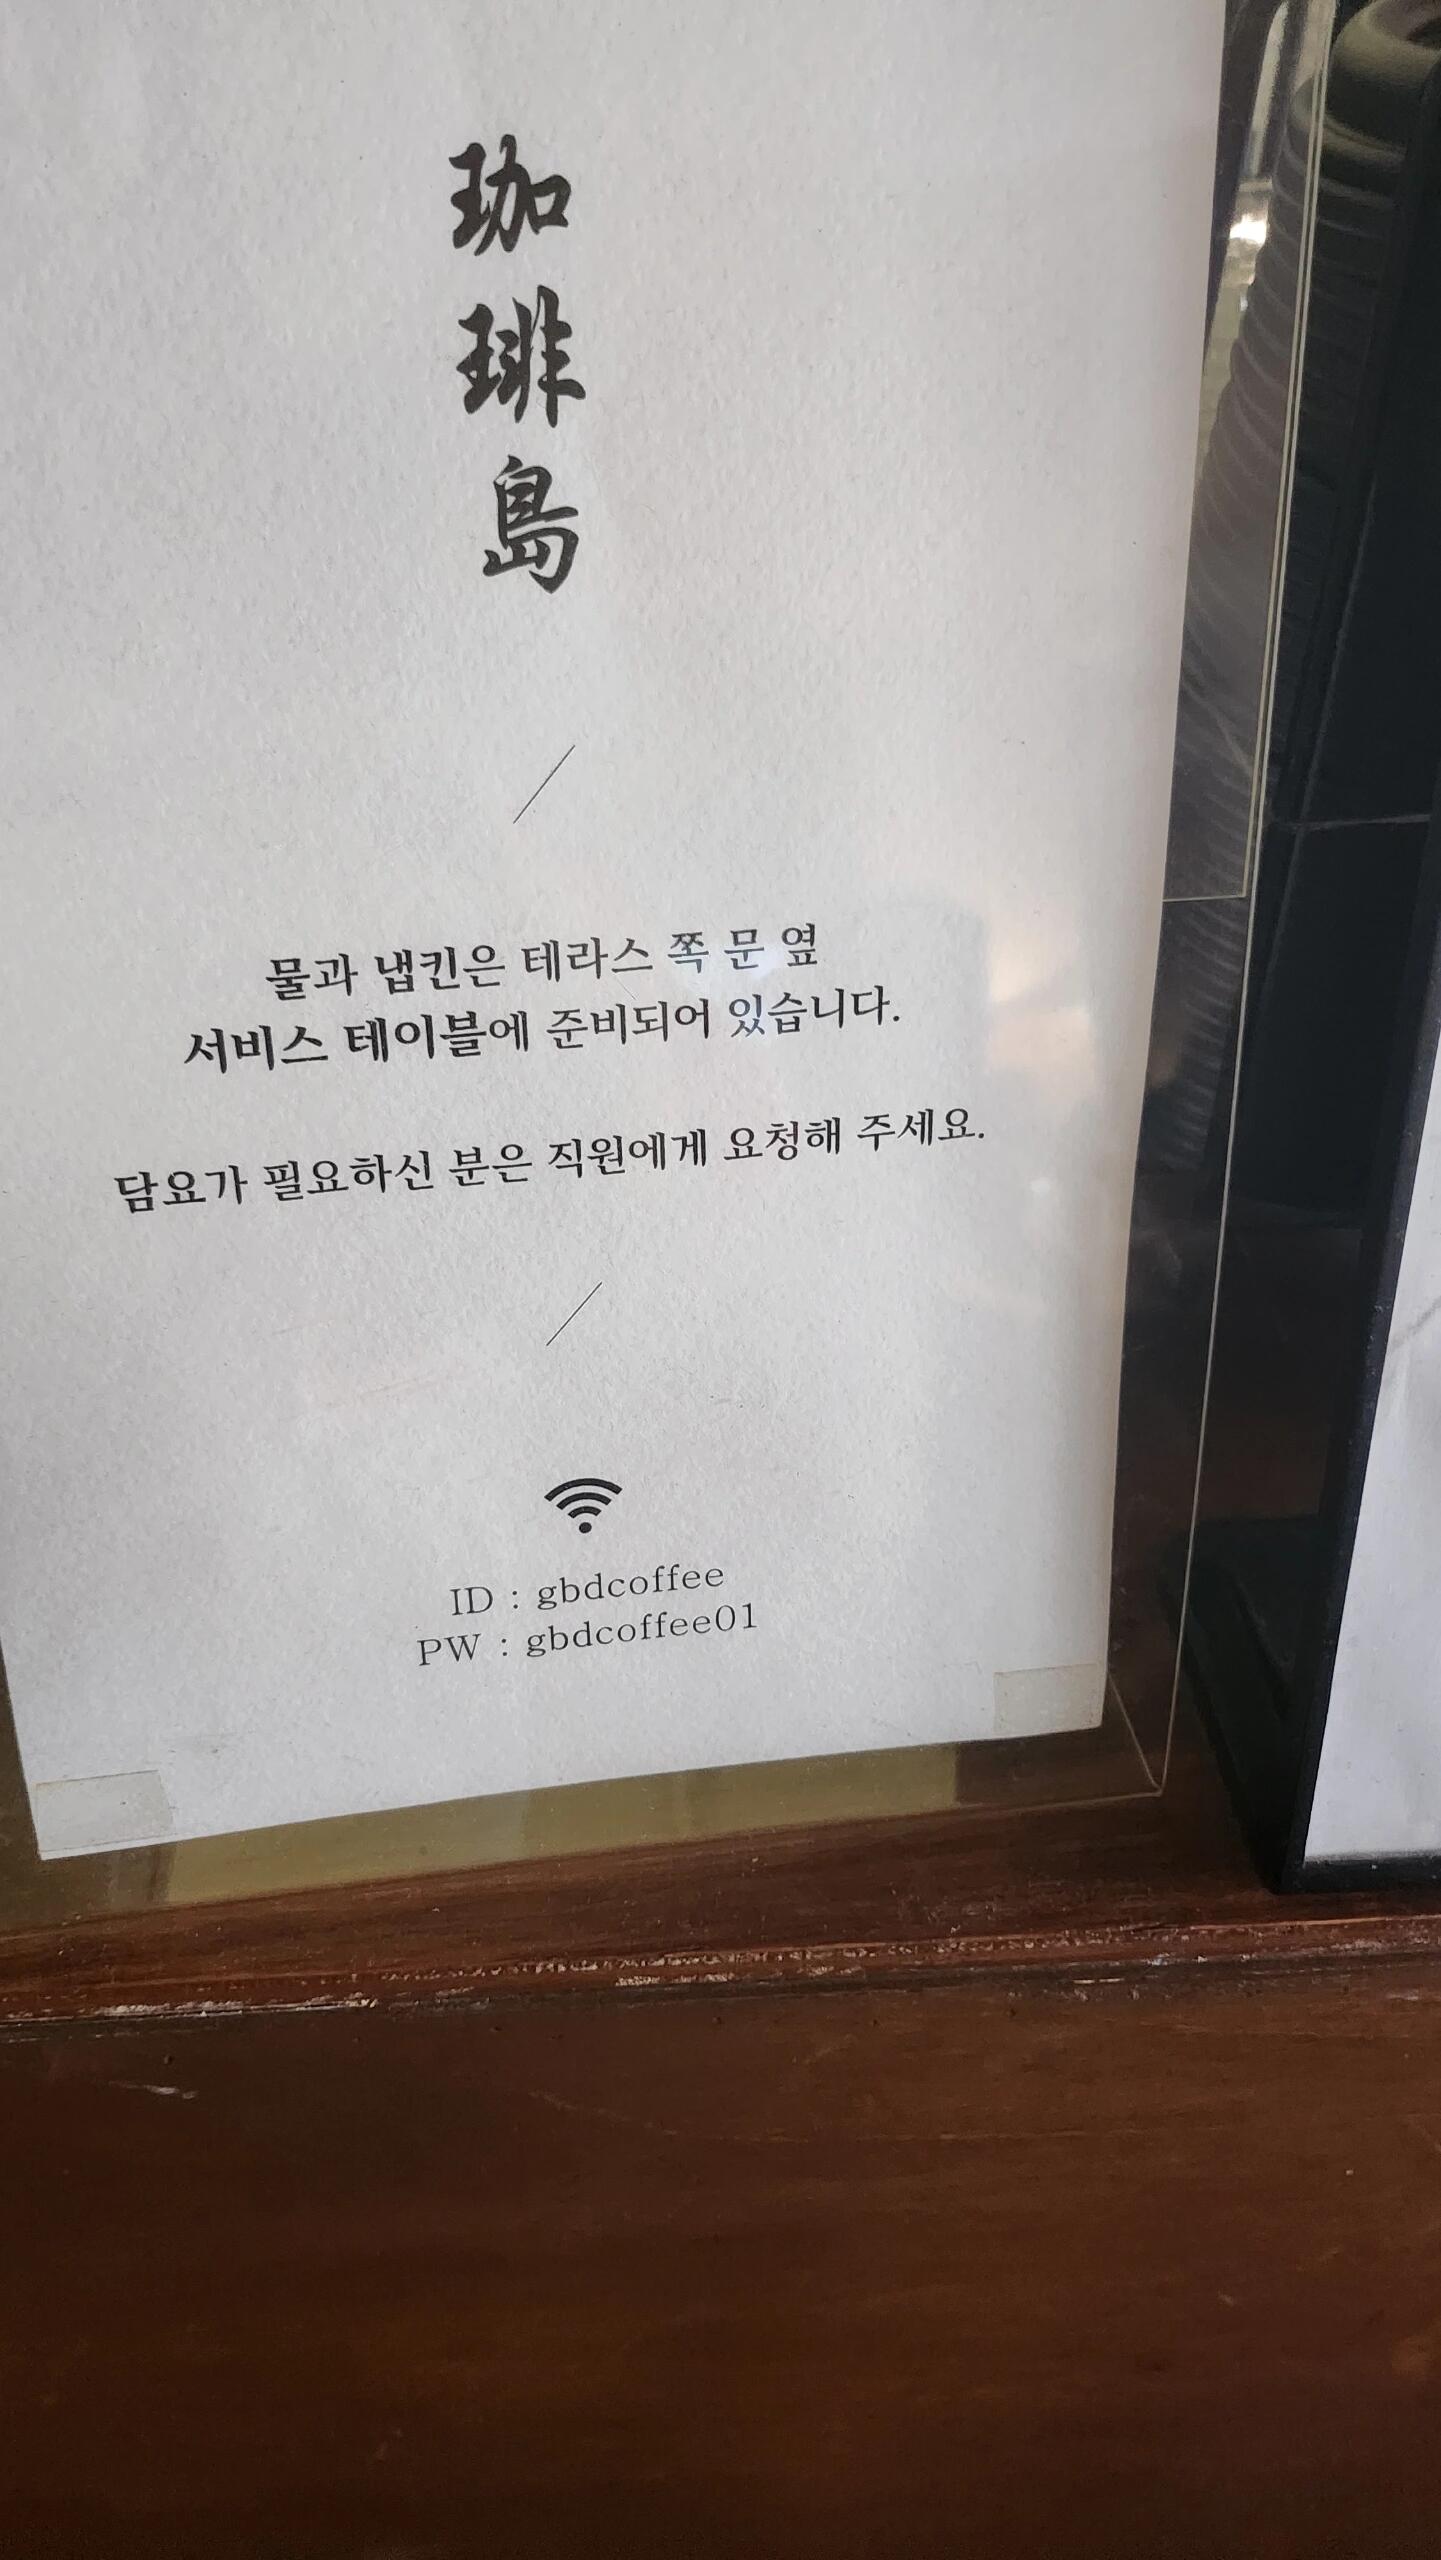 珈
琲
島
물과 냅킨은 테라스 쪽 문 옆
서비스 테이블에 준비되어 있습니다.
담요가 필요하신 분은 직원에게 요청해 주세요.
ID : gbdcoffee
PW : gbdcoffee01